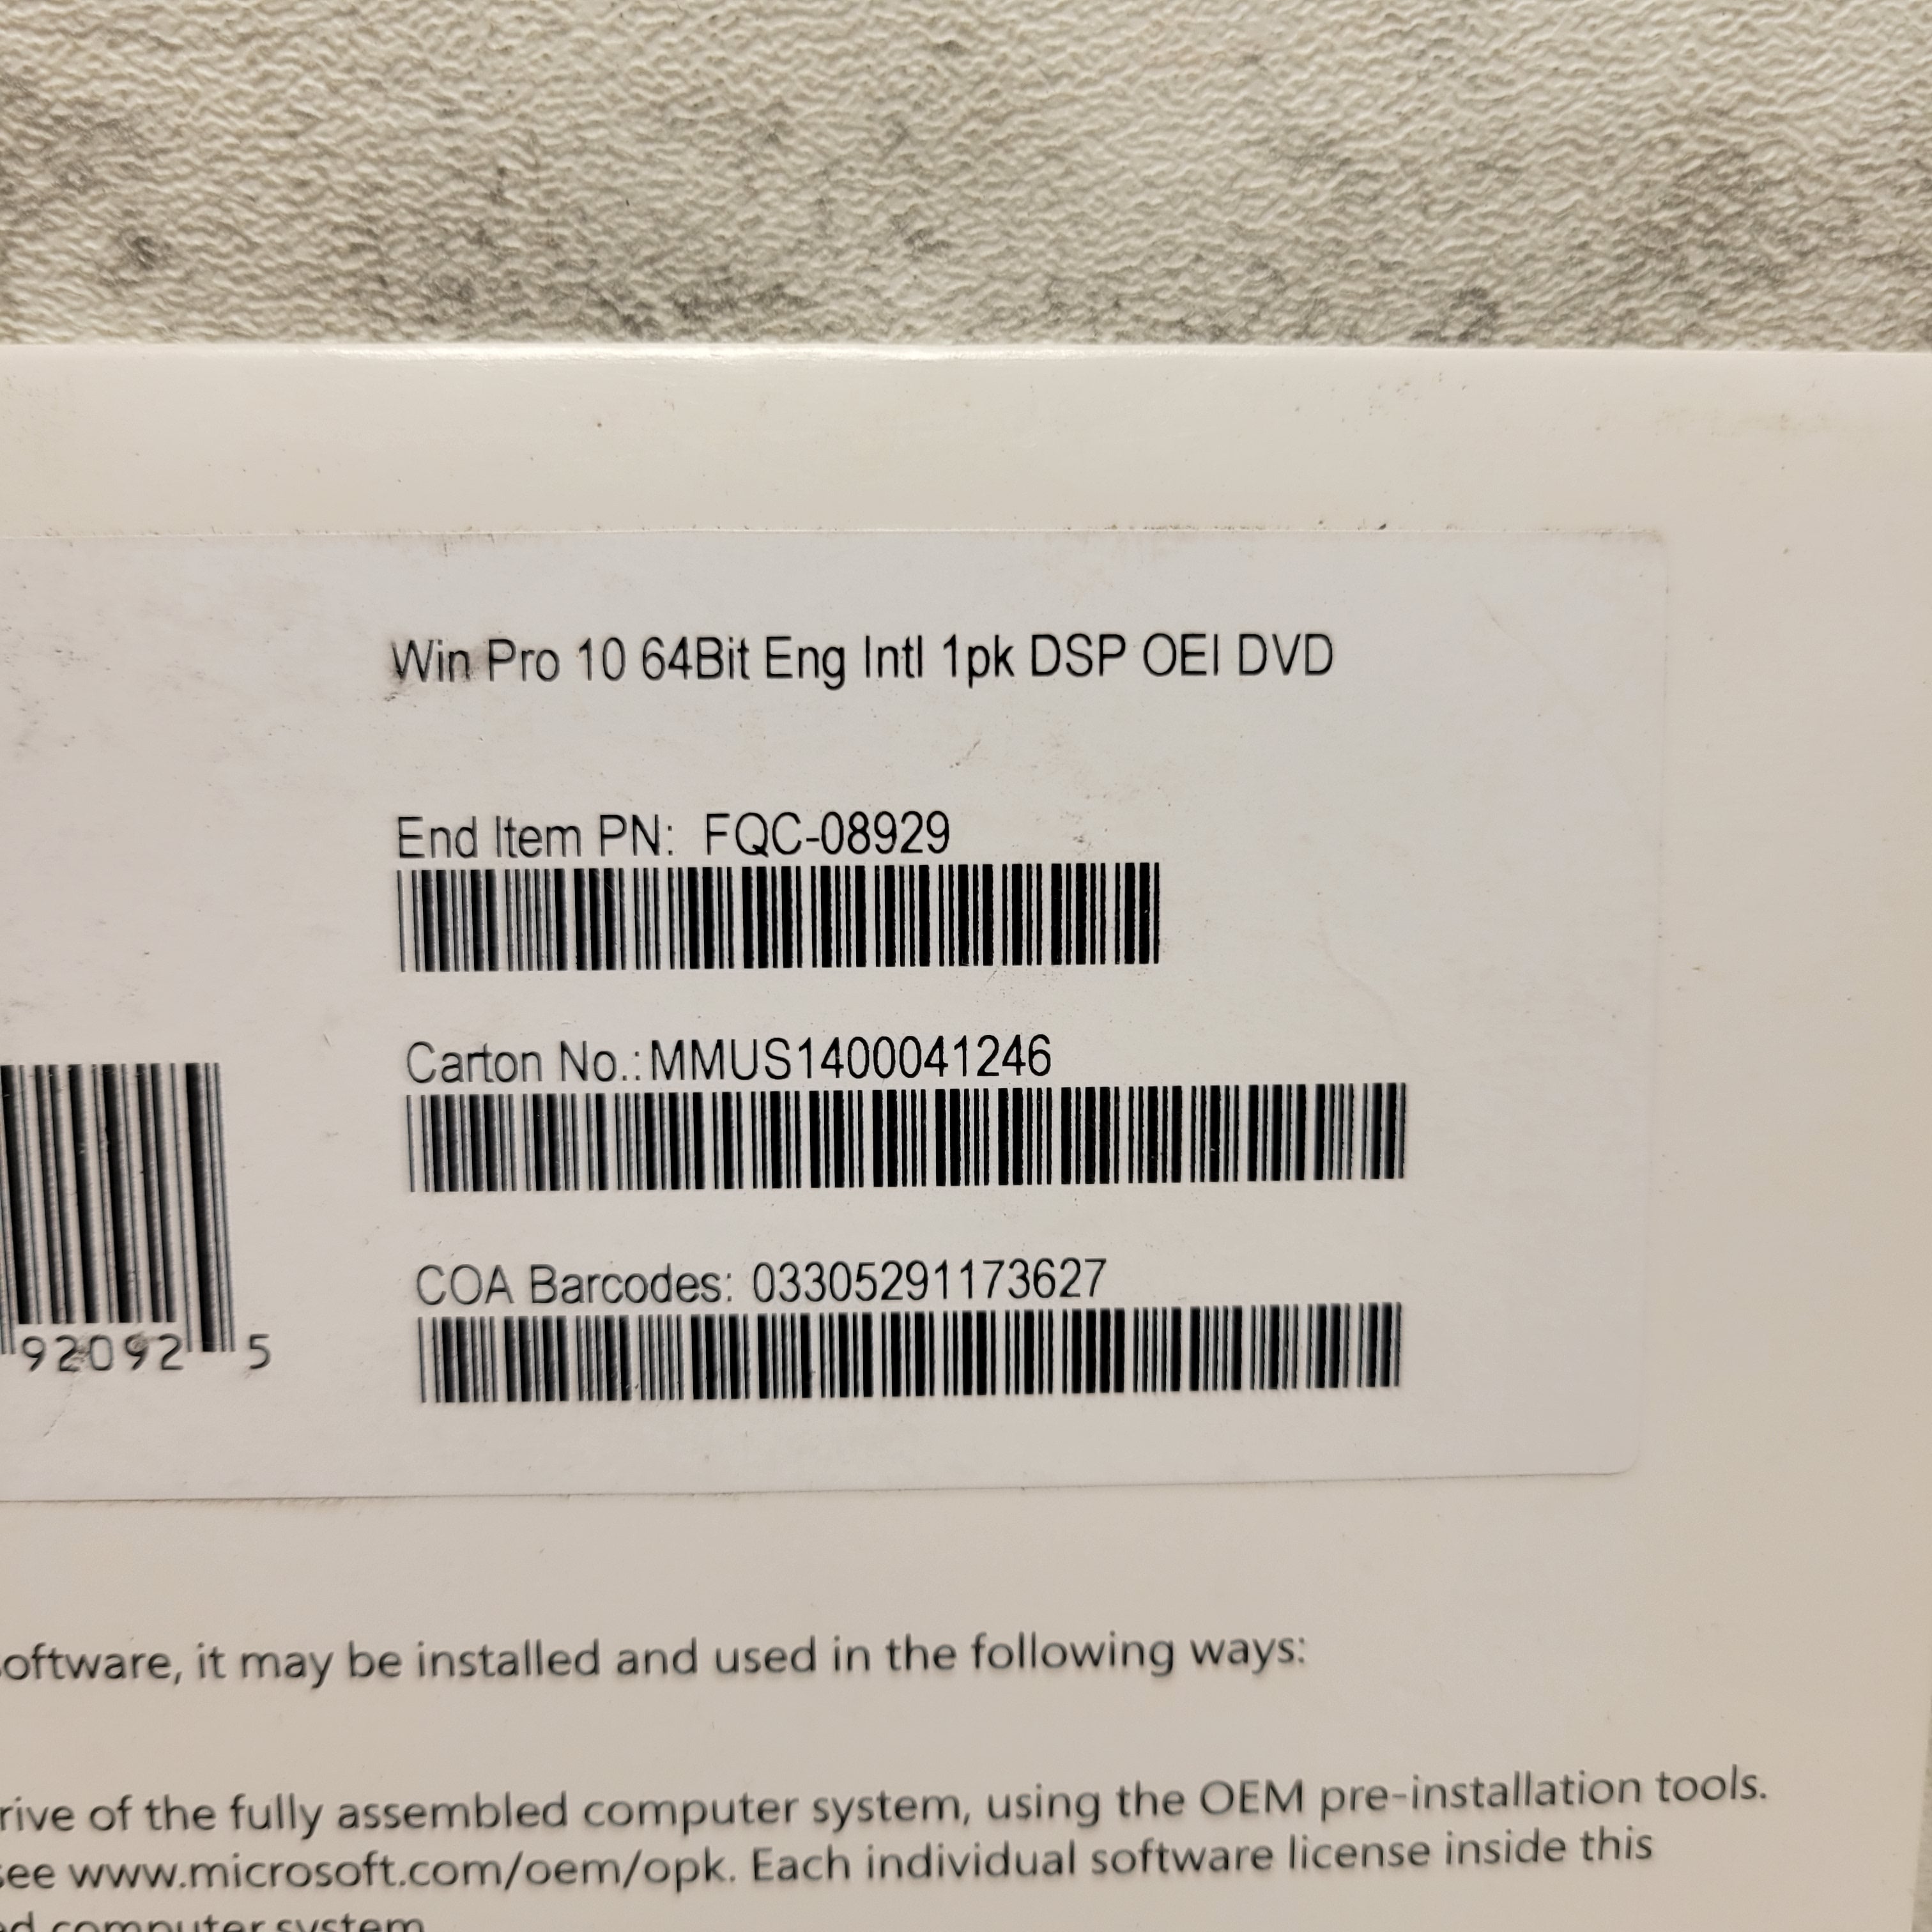 Win Pro 10 64Bit Eng Intl 1pk DSP OEI DVD
End Item PN: FQC-08929
Carton No.:MMUS1400041246
COA Barcodes: 03305291173627
92092 5
oftware, it may be installed and used in the following ways:
rive of the fully assembled computer system, using the OEM pre-installation tools.
see www.microsoft.com/oem/opk. Each individual software license inside this
ed computer system